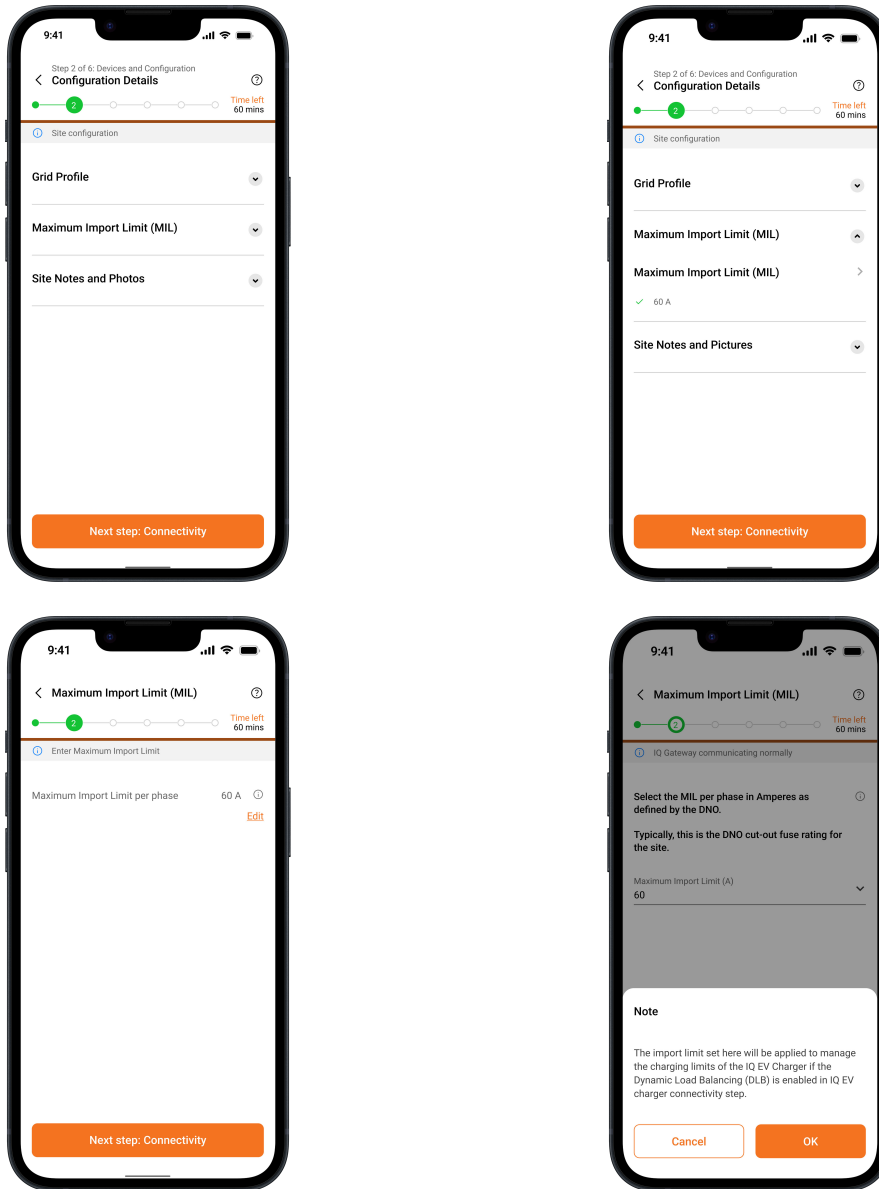 9:41
Step 2 of 6: Devices and Configuration
Configuration Details
2
Time left
60 mins
Site configuration
Grid Profile
Maximum Import Limit (MIL)
Site Notes and Photos
Next step: Connectivity
9:41
Step 2 of 6: Devices and Configuration
Configuration Details
2
Time left
60 mins
Site configuration
Grid Profile
Maximum Import Limit (MIL)
Maximum Import Limit (MIL)
60 A
Site Notes and Pictures
Next step: Connectivity
9:41
Maximum Import Limit (MIL)
2
Time left
60 mins
Enter Maximum Import Limit
Maximum Import Limit per phase 60 A
Edit
Next step: Connectivity
9:41
Maximum Import Limit (MIL)
2
Time left
60 mins
IQ Gateway communicating normally
Select the MIL per phase in Amperes as
defined by the DNO.
Typically, this is the DNO cut-out fuse rating for
the site.
Maximum Import Limit (A)
60
Note
The import limit set here will be applied to manage
the charging limits of the IQ EV Charger if the
Dynamic Load Balancing (DLB) is enabled in IQ EV
charger connectivity step.
Cancel OK